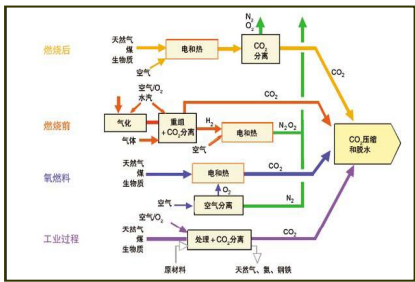 N₂
O₂
燃烧后
天然气
煤
生物质
电和热
CO₂
分离
空气
CO₂
空气/O₂
水汽
燃烧前
气化
重组
+CO₂分离
H₂
CO₂
电和热
N₂O₂
气体
空气
CO₂压缩
和脱水
氧燃料
天然气
煤
生物质
电和热
CO₂
O₂
空气
空气分离
N₂
空气/O₂
工业过程
天然气
煤
生物质
处理+CO₂分离
CO₂
原材料
天然气、氨、钢铁